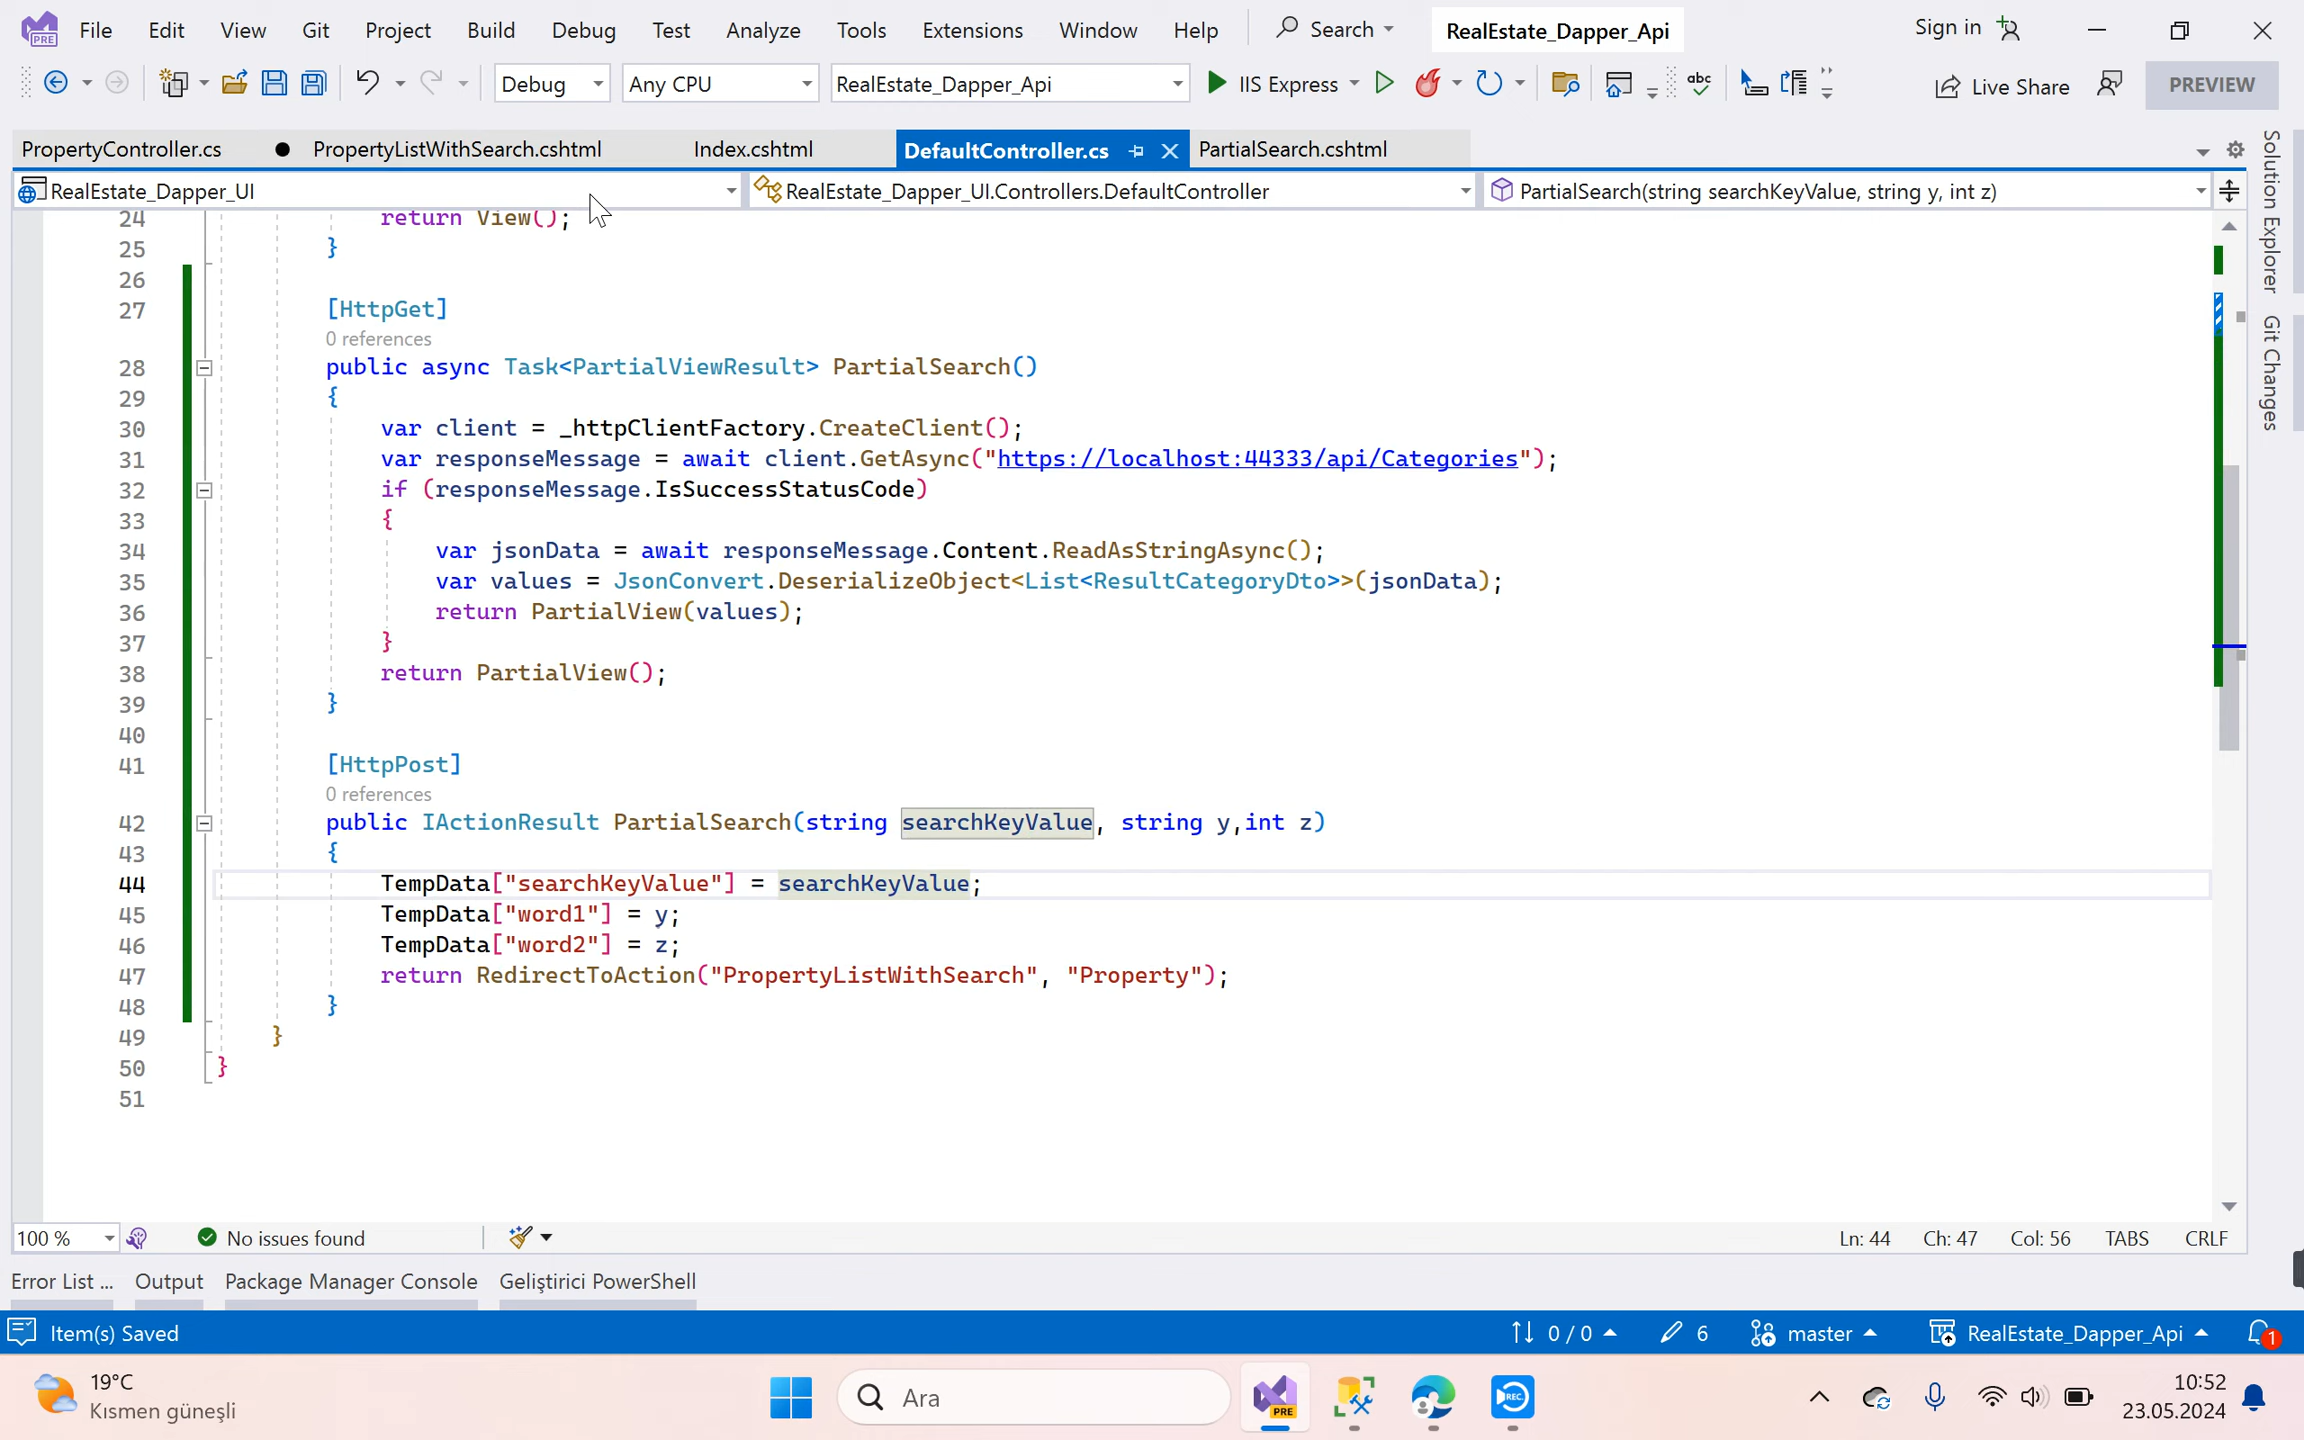 File Edit View Git Project Build Debug Test Analyze Tools Extensions Window Help Search RealEstate_Dapper_Api Sign in
Debug Any CPU RealEstate_Dapper_Api IIS Express Live Share PREVIEW
PropertyController.cs PropertyListWithSearch.cshtml Index.cshtml DefaultController.cs PartialSearch.cshtml
RealEstate_Dapper_UI RealEstate_Dapper_UI.Controllers.DefaultController PartialSearch(string searchKeyValue, string y, int z)
24 return View();
25 }
26
27 [HttpGet]
0 references
28 public async Task<PartialViewResult> PartialSearch()
29 {
30 var client = _httpClientFactory.CreateClient();
31 var responseMessage = await client.GetAsync("https://localhost:44333/api/Categories");
32 if (responseMessage.IsSuccessStatusCode)
33 {
34 var jsonData = await responseMessage.Content.ReadAsStringAsync();
35 var values = JsonConvert.DeserializeObject<List<ResultCategoryDto>>(jsonData);
36 return PartialView(values);
37 }
38 return PartialView();
39 }
40
41 [HttpPost]
0 references
42 public IActionResult PartialSearch(string searchKeyValue, string y,int z)
43 {
44 TempData["searchKeyValue"] = searchKeyValue;
45 TempData["word1"] = y;
46 TempData["word2"] = z;
47 return RedirectToAction("PropertyListWithSearch", "Property");
48 }
49 }
50 }
51
Solution Explorer
Git Changes
100 % No issues found Ln: 44 Ch: 47 Col: 56 TABS CRLF
Error List ... Output Package Manager Console Geliştirici PowerShell
Item(s) Saved 0 / 0 6 master RealEstate_Dapper_Api 1
19°C
Kısmen güneşli
Ara
PRE
REC
10:52
23.05.2024